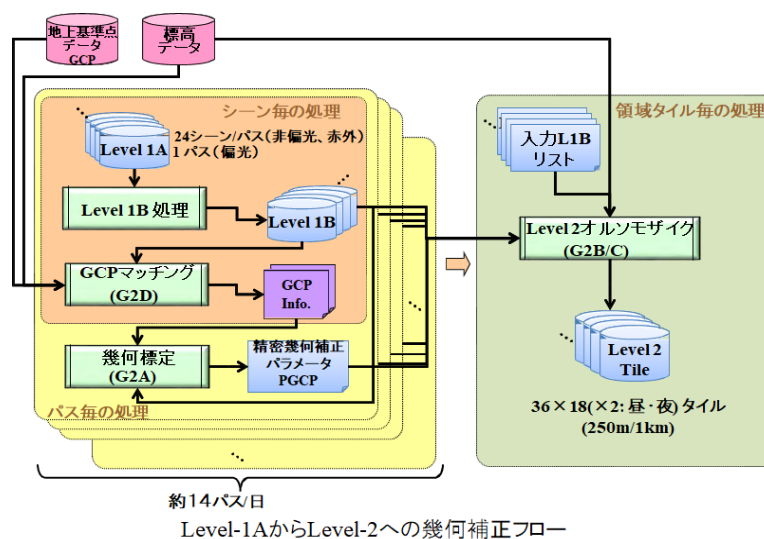 地上基準点
データ
GCP
標高
データ
シーン毎の処理
Level 1A
24シーン/パス(非偏光、赤外)
1パス(偏光)
Level 1B 処理
Level 1B
GCPマッチング
(G2D)
GCP
Info.
幾何標定
(G2A)
精密幾何補正
パラメータ
PGCP
パス毎の処理
約14パス/日
領域タイル毎の処理
入力L1B
リスト
Level 2オルソモザイク
(G2B/C)
Level 2
Tile
36×18(×2: 昼・夜) タイル
(250m/1km)
Level-1AからLevel-2への幾何補正フロー